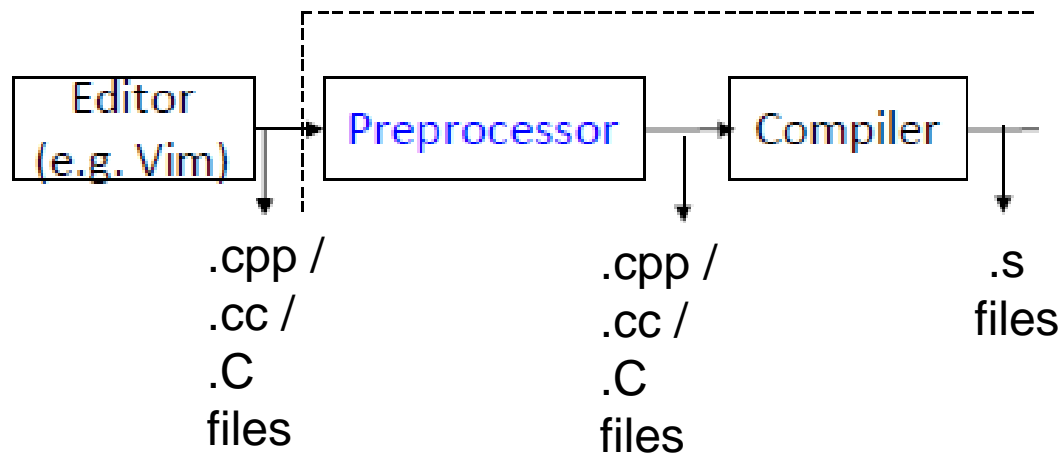 Editor
(e.g. Vim)
Preprocessor
Compiler
.cpp /
.cc /
.C
files
.cpp /
.cc /
.C
files
.s
files